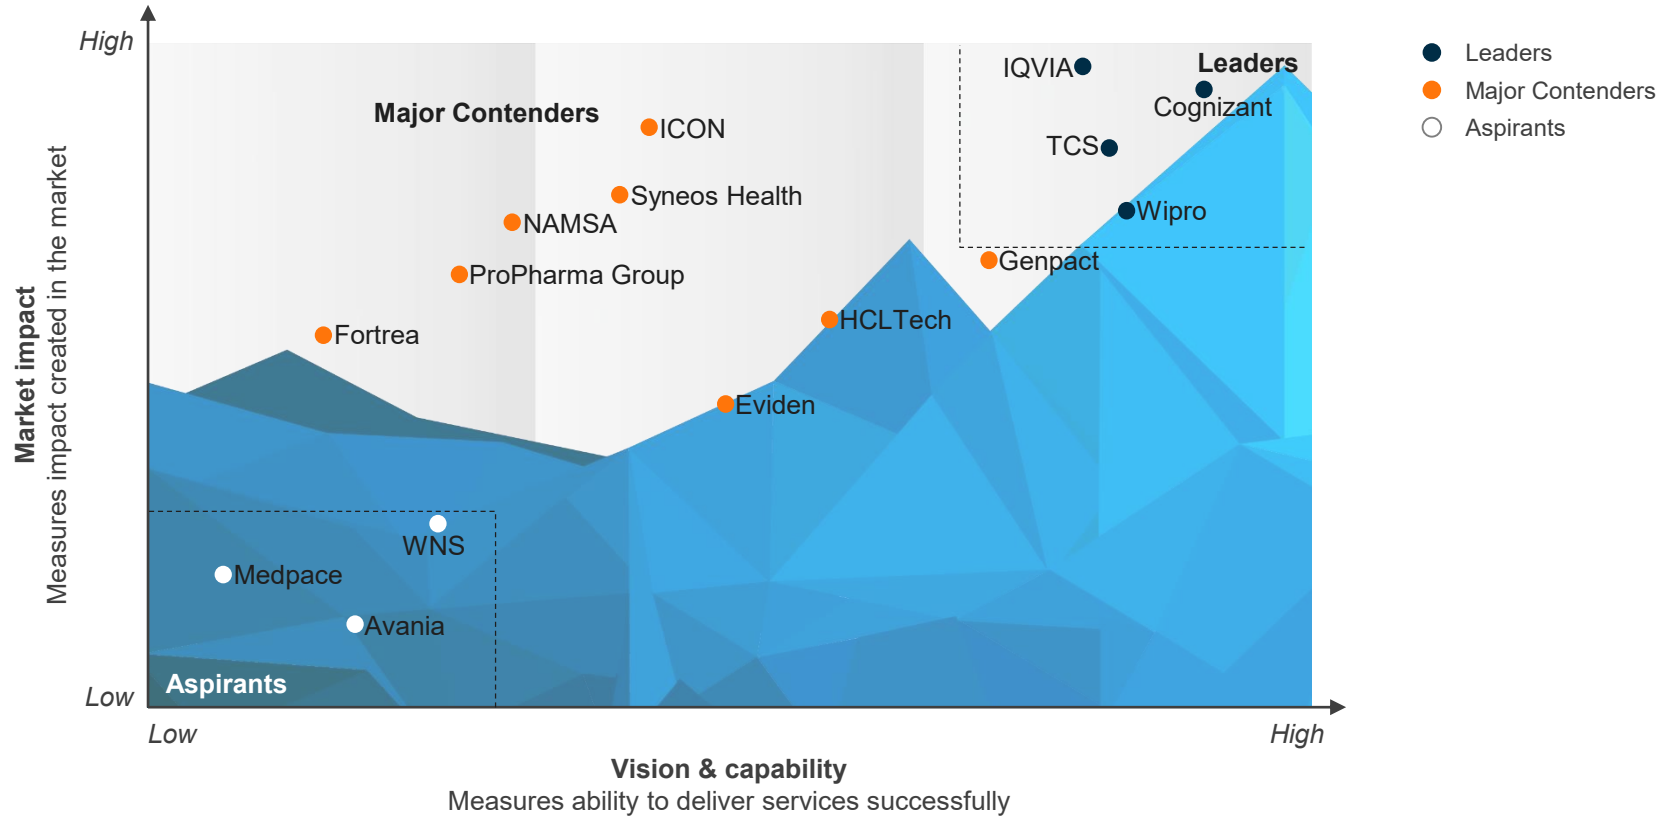 High
Leaders
IQVIA
Cognizant
Major Contenders
ICON
TCS
Syneos Health
NAMSA
Wipro
ProPharma Group
Genpact
Fortrea
HCLTech
Eviden
WNS
Medpace
Avania
Aspirants
Low
Market impact
Measures impact created in the market
Low
High
Vision & capability
Measures ability to deliver services successfully
Leaders
Major Contenders
Aspirants